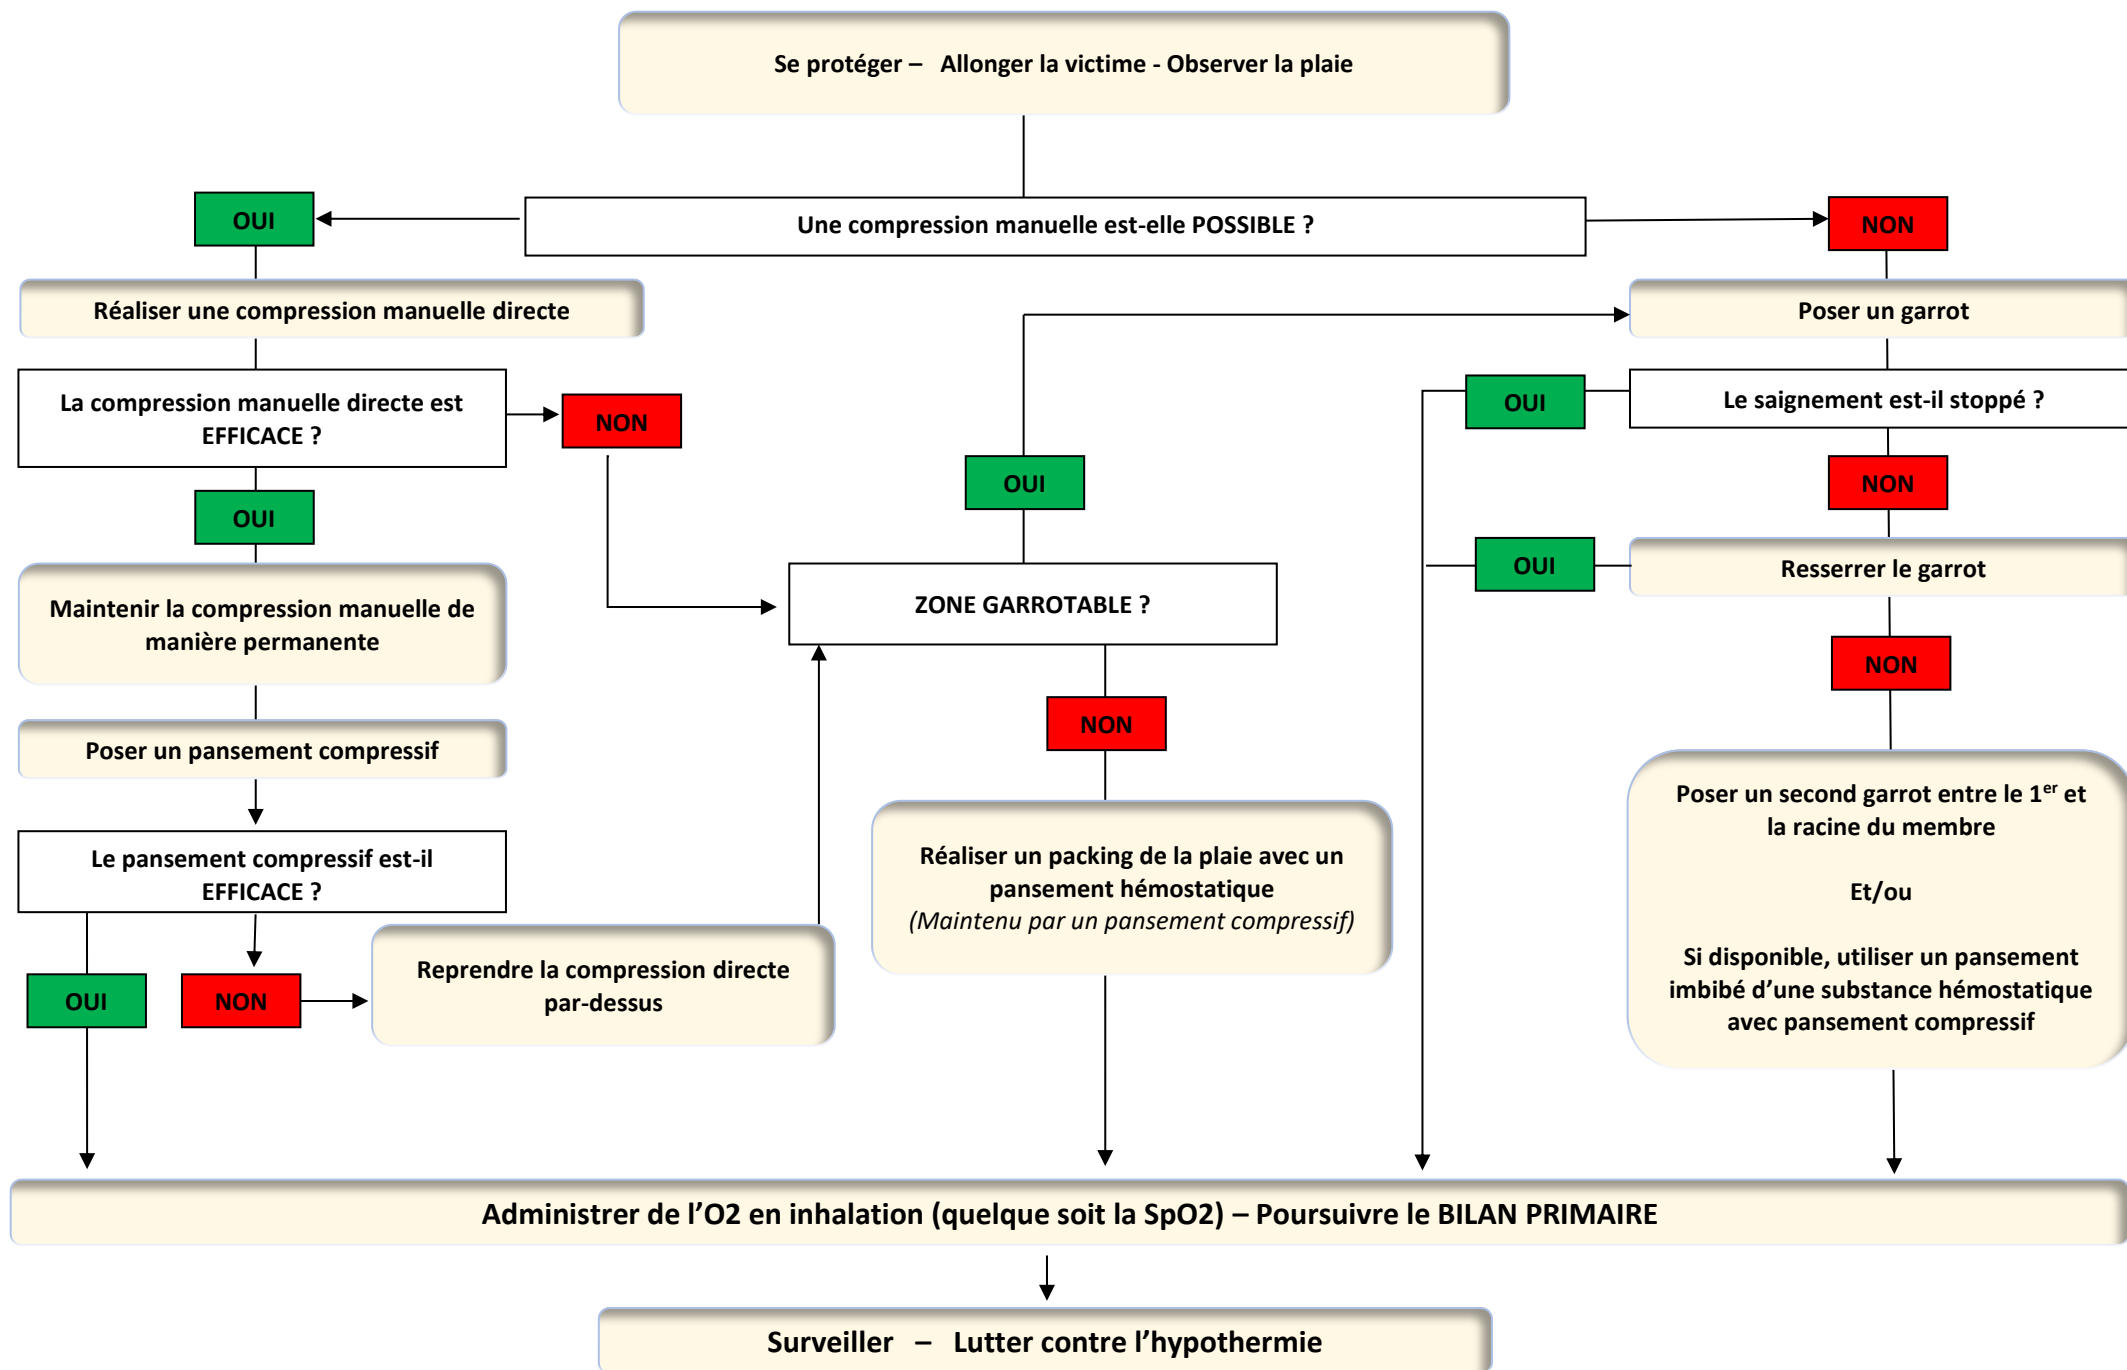 Se protéger – Allonger la victime - Observer la plaie
OUI
Une compression manuelle est-elle POSSIBLE ?
NON
Réaliser une compression manuelle directe
Poser un garrot
La compression manuelle directe est
EFFICACE ?
NON
OUI
Le saignement est-il stoppé ?
OUI
NON
OUI
Maintenir la compression manuelle de
manière permanente
ZONE GARROTABLE ?
OUI
Resserrer le garrot
NON
NON
Poser un pansement compressif
Le pansement compressif est-il
EFFICACE ?
Réaliser un packing de la plaie avec un
pansement hémostatique
(Maintenu par un pansement compressif)
Poser un second garrot entre le 1er et
la racine du membre
Et/ou
Si disponible, utiliser un pansement
imbibé d’une substance hémostatique
avec pansement compressif
OUI
NON
Reprendre la compression directe
par-dessus
Administrer de l’O2 en inhalation (quelque soit la SpO2) – Poursuivre le BILAN PRIMAIRE
Surveiller – Lutter contre l’hypothermie